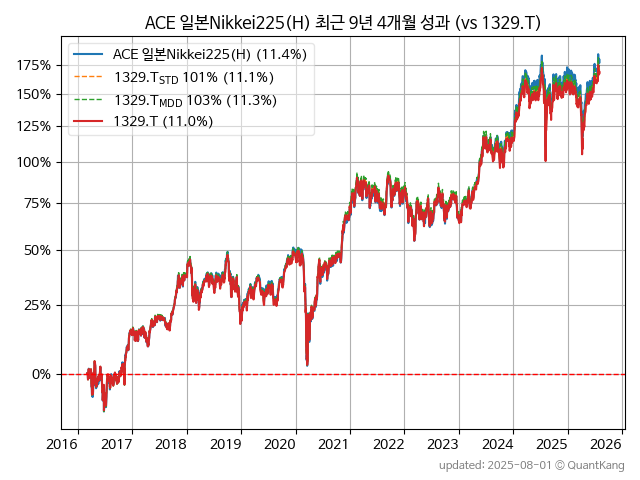 ACE 일본Nikkei225(H) 최근 9년 4개월 성과 (vs 1329.T)
ACE 일본Nikkei225(H) (11.4%)
1329.TSTD 101% (11.1%)
1329.TMDD 103% (11.3%)
1329.T (11.0%)
175%
150%
125%
100%
75%
50%
25%
0%
2016 2017 2018 2019 2020 2021 2022 2023 2024 2025 2026
updated: 2025-08-01 © QuantKang